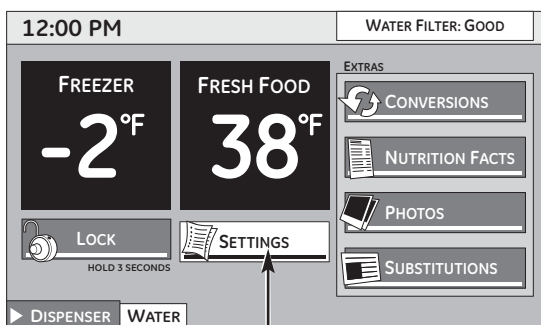 12:00 PM
WATER FILTER: GOOD
FREEZER
-2°F
FRESH FOOD
38°F
EXTRAS
CONVERSIONS
NUTRITION FACTS
PHOTOS
SUBSTITUTIONS
LOCK
HOLD 3 SECONDS
SETTINGS
DISPENSER
WATER